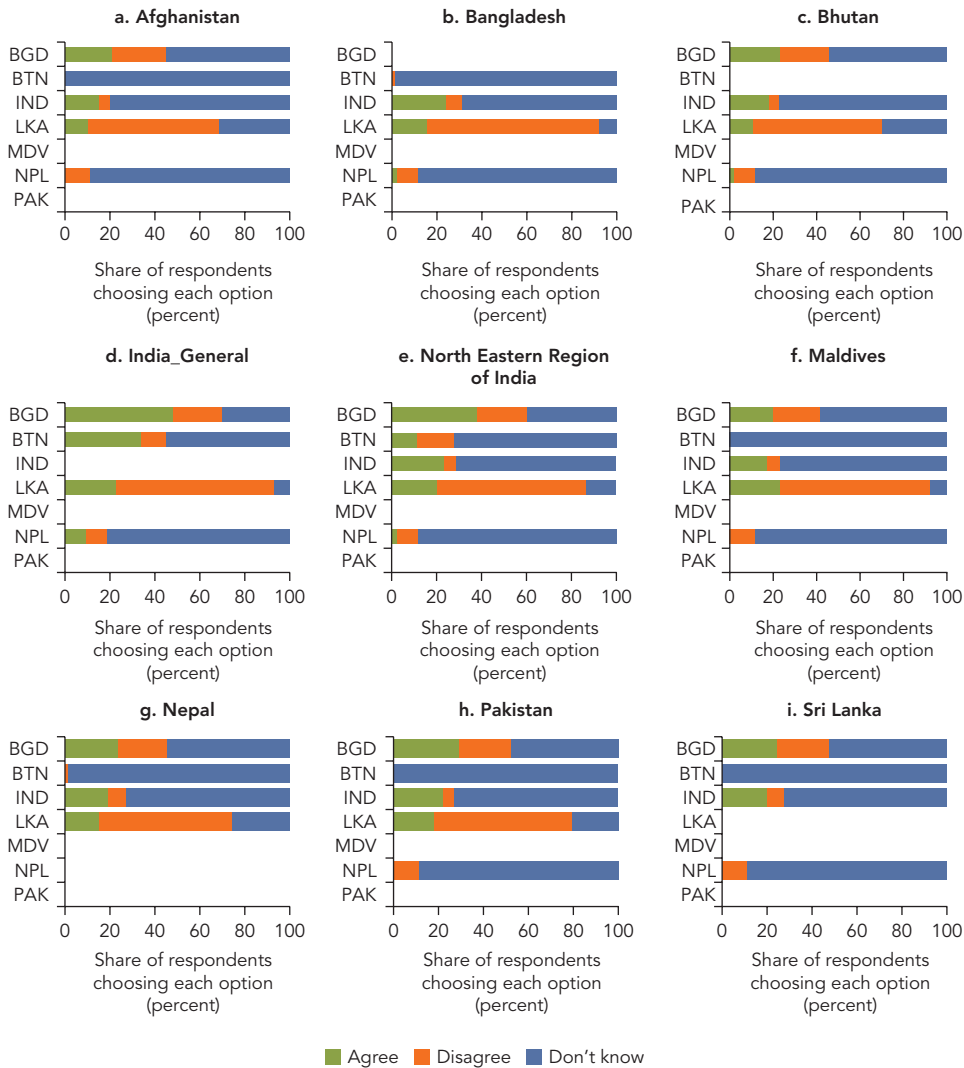 a. Afghanistan
BGD
BTN
IND
LKA
MDV
NPL
PAK
0 20 40 60 80 100
Share of respondents
choosing each option
(percent)
b. Bangladesh
BGD
BTN
IND
LKA
MDV
NPL
PAK
0 20 40 60 80 100
Share of respondents
choosing each option
(percent)
c. Bhutan
BGD
BTN
IND
LKA
MDV
NPL
PAK
0 20 40 60 80 100
Share of respondents
choosing each option
(percent)
d. India_General
BGD
BTN
IND
LKA
MDV
NPL
PAK
0 20 40 60 80 100
Share of respondents
choosing each option
(percent)
e. North Eastern Region
of India
BGD
BTN
IND
LKA
MDV
NPL
PAK
0 20 40 60 80 100
Share of respondents
choosing each option
(percent)
f. Maldives
BGD
BTN
IND
LKA
MDV
NPL
PAK
0 20 40 60 80 100
Share of respondents
choosing each option
(percent)
g. Nepal
BGD
BTN
IND
LKA
MDV
NPL
PAK
0 20 40 60 80 100
Share of respondents
choosing each option
(percent)
h. Pakistan
BGD
BTN
IND
LKA
MDV
NPL
PAK
0 20 40 60 80 100
Share of respondents
choosing each option
(percent)
i. Sri Lanka
BGD
BTN
IND
LKA
MDV
NPL
PAK
0 20 40 60 80 100
Share of respondents
choosing each option
(percent)
Agree Disagree Don't know